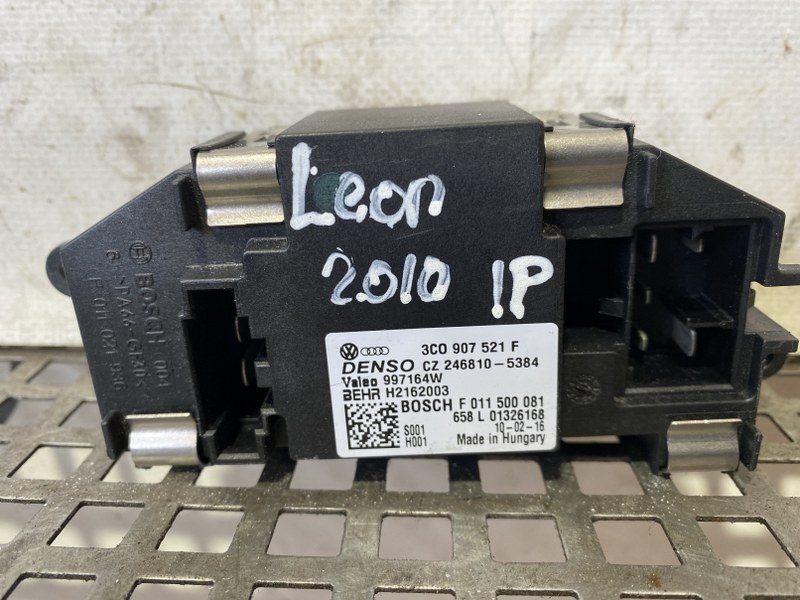 Leon
2010 IP
3C0 907 521 F
DENSO CZ 246810-5384
Valeo 997164W
BEHR H2162003
BOSCH F 011 500 081
658 L 01326168
S001 10-02-16
H001 Made in Hungary
BOSCH 004